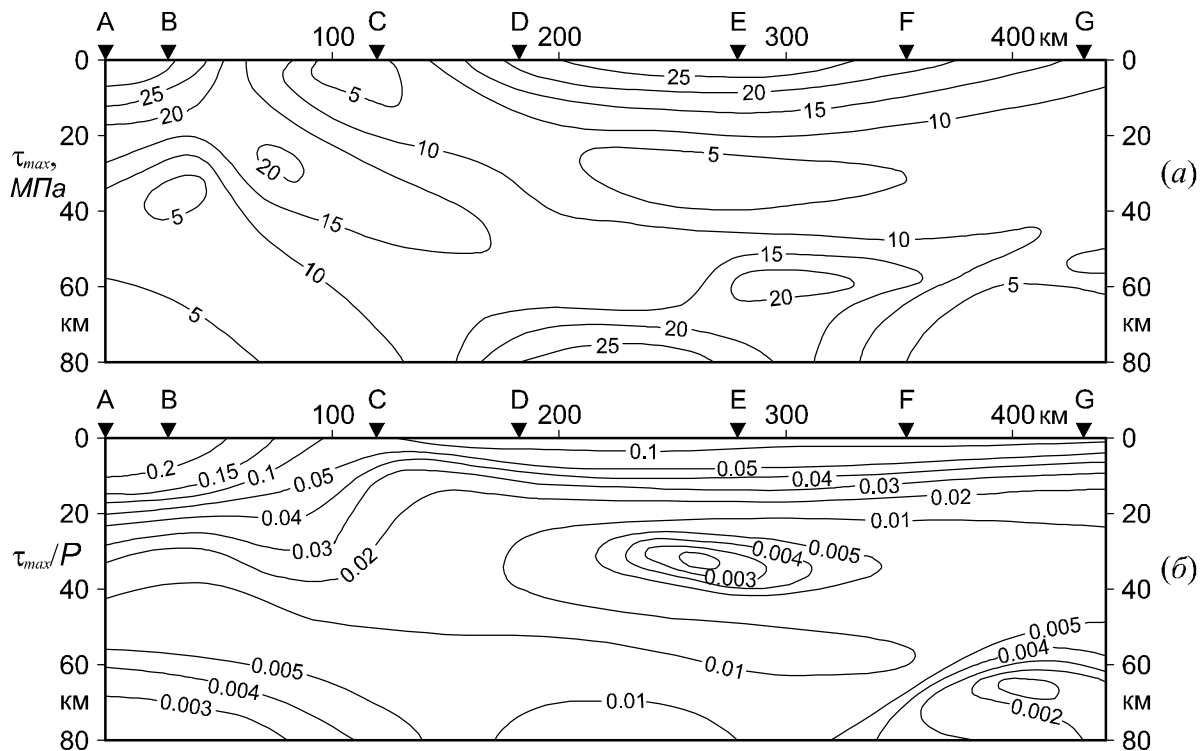 A B C D E F G
100 200 300 400 км
0 25 5 25 0
20 20 15
20 10 10 20
τmax, 20 5
МПа (а)
40 5 15 40
10 10
15
60 20 5 60
км 5 20 км
80 25 80
A B C D E F G
100 200 300 400 км
0 0.2 0.15 0.1 0.1 0
0.05 0.05 0.04
0.03
20 0.04 0.02 20
0.01
τmax/P 0.03 0.02 0.004 0.005 (б)
0.003
40 40
0.005
60 0.005 0.01 0.004 60
0.004
км 0.003 0.01 км
0.002
80 80